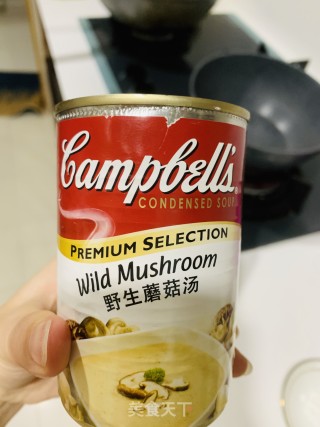 Campbell's
CONDENSED SOUP
PREMIUM SELECTION
Wild Mushroom
野生蘑菇汤
美食天下